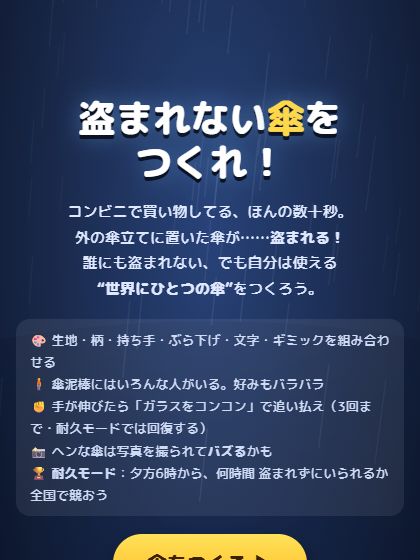 盗まれない傘を
つくれ！
コンビニで買い物してる、ほんの数十秒。
外の傘立てに置いた傘が……盗まれる！
誰にも盗まれない、でも自分は使える
“世界にひとつの傘”をつくろう。
🎨 生地・柄・持ち手・ぶら下げ・文字・ギミックを組み合わ
せる
🧍 傘泥棒にはいろんな人がいる。好みもバラバラ
✊ 手が伸びたら「ガラスをコンコン」で追い払え（3回ま
で・耐久モードでは回復する）
📸 ヘンな傘は写真を撮られてバズるかも
🏆 耐久モード：夕方6時から、何時間 盗まれずにいられるか
全国で競おう
傘をつくる